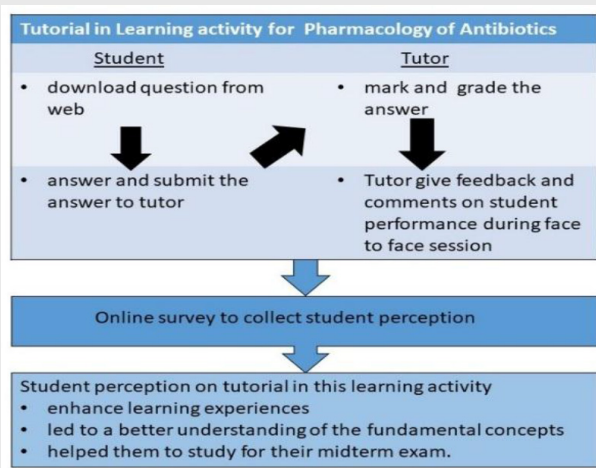 Tutorial in Learning activity for Pharmacology of Antibiotics
Student
• download question from
web
• answer and submit the
answer to tutor
Tutor
• mark and grade the
answer
• Tutor give feedback and
comments on student
performance during face
to face session
Online survey to collect student perception
Student perception on tutorial in this learning activity
• enhance learning experiences
• led to a better understanding of the fundamental concepts
• helped them to study for their midterm exam.